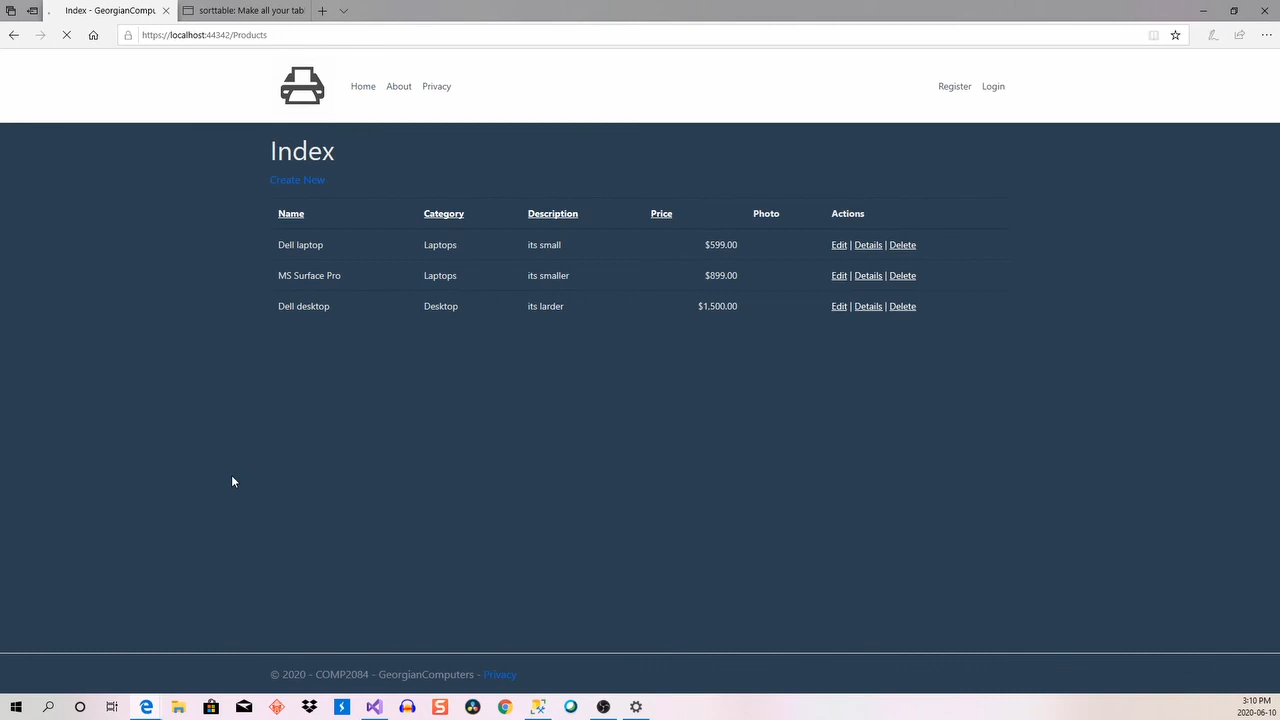 Index - GeorgianCompu
sorttable: Make all your tab
https://localhost:44342/Products
Home About Privacy
Register Login
Index
Create New
Name Category Description Price Photo Actions
Dell laptop Laptops its small $599.00 Edit | Details | Delete
MS Surface Pro Laptops its smaller $899.00 Edit | Details | Delete
Dell desktop Desktop its larder $1,500.00 Edit | Details | Delete
© 2020 - COMP2084 - GeorgianComputers - Privacy
3:10 PM
2020-06-10